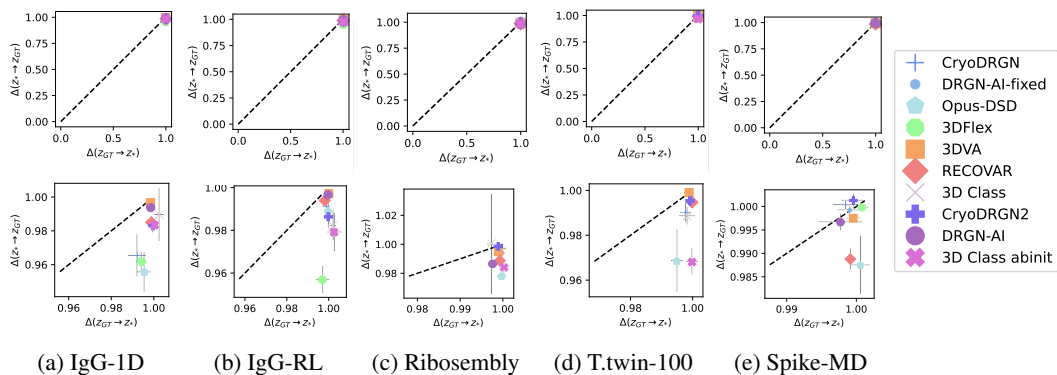 1.00
0.75
0.50
0.25
0.00
Δ(z* → zGT)
0.0
0.5
1.0
Δ(zGT → z*)
1.00
0.75
0.50
0.25
0.00
Δ(z* → zGT)
0.0
0.5
1.0
Δ(zGT → z*)
1.00
0.75
0.50
0.25
0.00
Δ(z* → zGT)
0.0
0.5
1.0
Δ(zGT → z*)
1.00
0.75
0.50
0.25
0.00
Δ(z* → zGT)
0.0
0.5
1.0
Δ(zGT → z*)
1.00
0.75
0.50
0.25
0.00
Δ(z* → zGT)
0.0
0.5
1.0
Δ(zGT → z*)
1.00
0.98
0.96
Δ(z* → zGT)
0.96
0.98
1.00
Δ(zGT → z*)
1.00
0.98
0.96
Δ(z* → zGT)
0.96
0.98
1.00
Δ(zGT → z*)
1.02
1.00
0.98
Δ(z* → zGT)
0.98
0.99
1.00
Δ(zGT → z*)
1.00
0.98
0.96
Δ(z* → zGT)
0.98
1.00
Δ(zGT → z*)
1.000
0.995
0.990
0.985
Δ(z* → zGT)
0.99
1.00
Δ(zGT → z*)
CryoDRGN
DRGN-AI-fixed
Opus-DSD
3DFlex
3DVA
RECOVAR
3D Class
CryoDRGN2
DRGN-AI
3D Class abinit
(a) IgG-1D
(b) IgG-RL
(c) Ribosembly
(d) T.twin-100
(e) Spike-MD